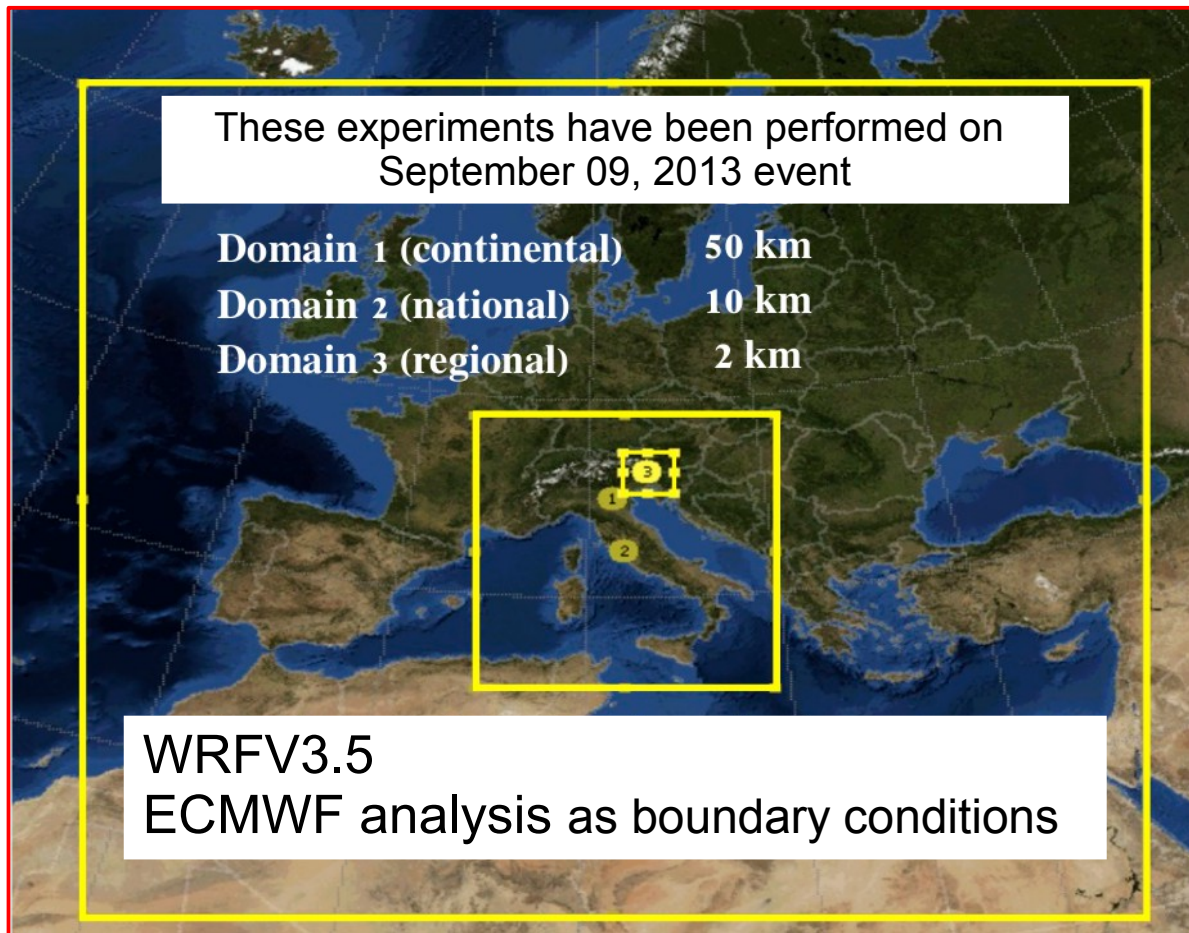 These experiments have been performed on
September 09, 2013 event
Domain 1 (continental) 50 km
Domain 2 (national) 10 km
Domain 3 (regional) 2 km
3
1
2
WRFV3.5
ECMWF analysis as boundary conditions